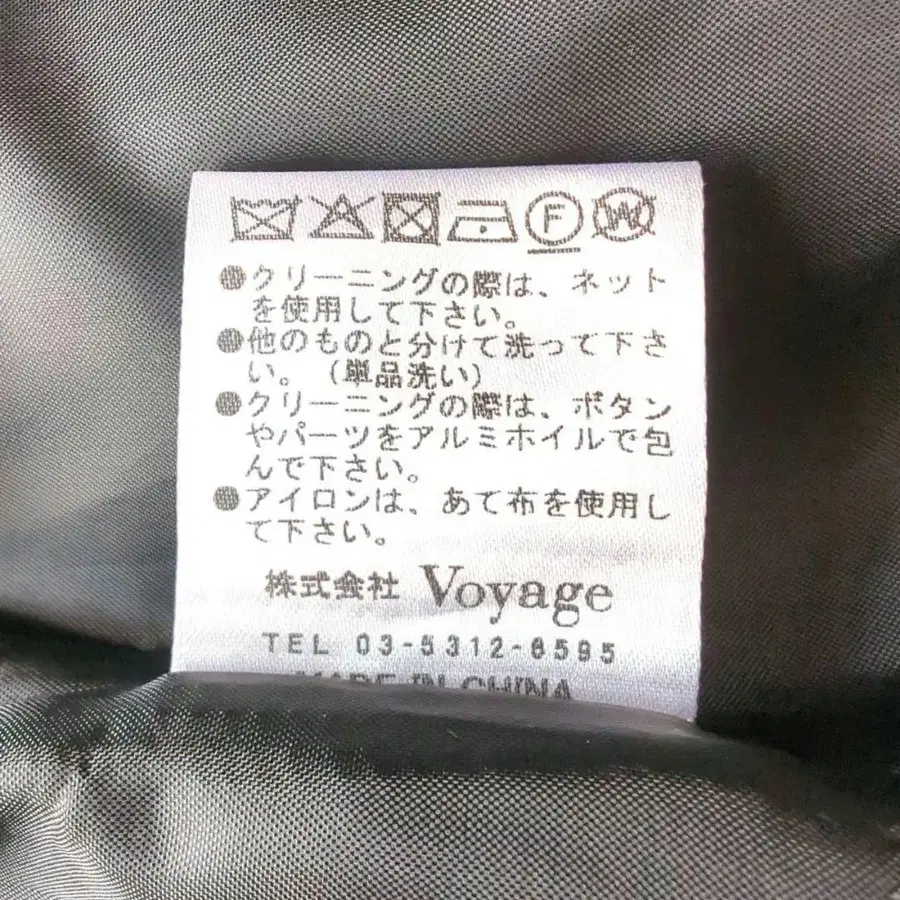 F W
●クリーニングの際は、ネット
を使用して下さい。
●他のものと分けて洗って下さ
い。（単品洗い）
●クリーニングの際は、ボタン
やパーツをアルミホイルで包
んで下さい。
●アイロンは、あて布を使用し
て下さい。
株式会社 Voyage
TEL 03-5312-6595
MADE IN CHINA